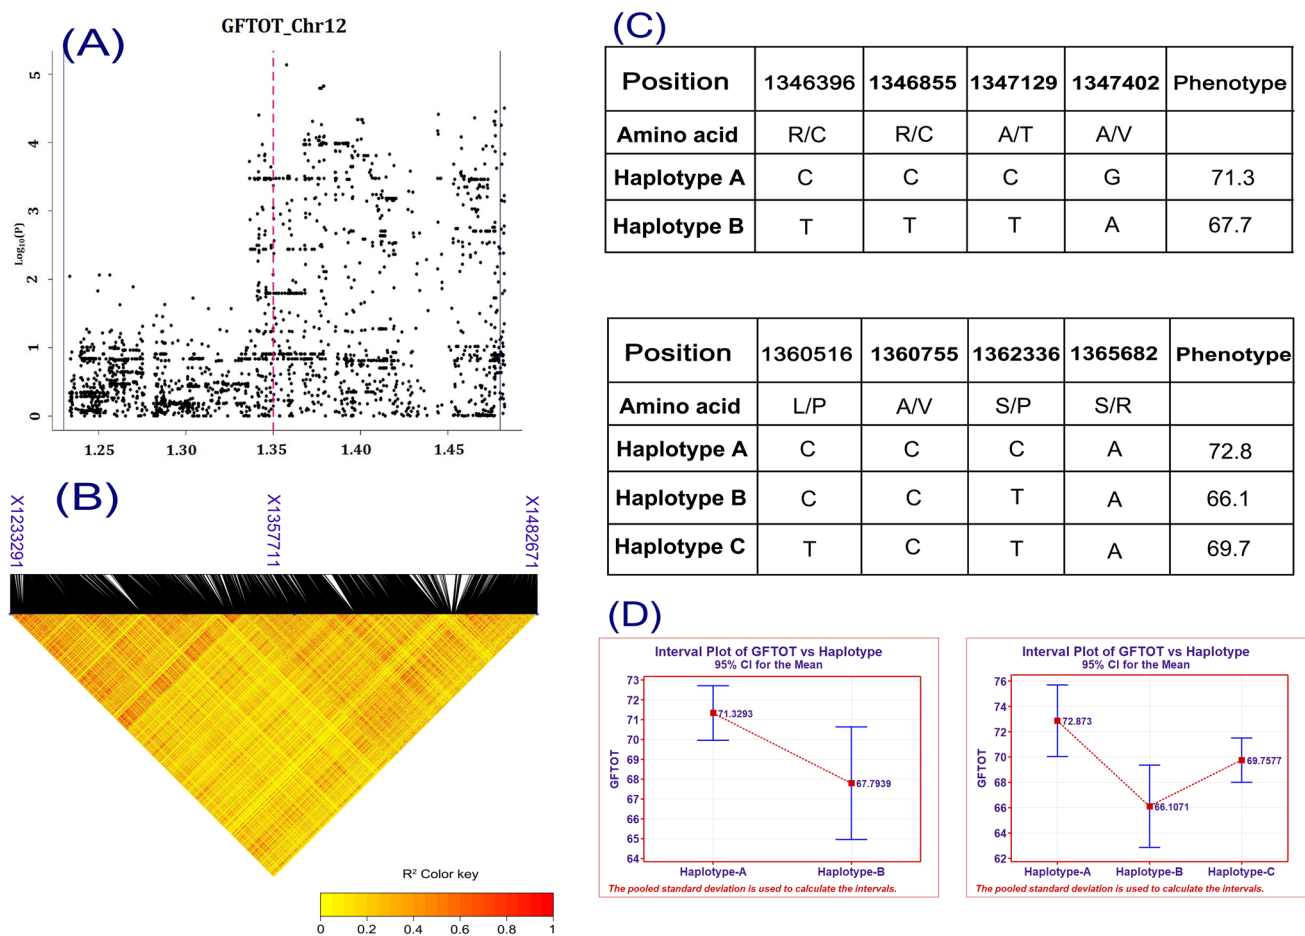 (A)
GFTOT_Chr12
Log10(P)
5
4
3
2
1
0
1.25 1.30 1.35 1.40 1.45
(B)
X1233291
X1357711
X1482671
R² Color key
0 0.2 0.4 0.6 0.8 1
(C)
Position 1346396 1346855 1347129 1347402 Phenotype
Amino acid R/C R/C A/T A/V
Haplotype A C C C G 71.3
Haplotype B T T T A 67.7
Position 1360516 1360755 1362336 1365682 Phenotype
Amino acid L/P A/V S/P S/R
Haplotype A C C C A 72.8
Haplotype B C C T A 66.1
Haplotype C T C T A 69.7
(D)
Interval Plot of GFTOT vs Haplotype
95% CI for the Mean
GFTOT
73
72
71
70
69
68
67
66
65
64
71.3293
67.7939
Haplotype-A Haplotype-B
The pooled standard deviation is used to calculate the intervals.
Interval Plot of GFTOT vs Haplotype
95% CI for the Mean
GFTOT
76
74
72
70
68
66
64
62
72.873
66.1071
69.7577
Haplotype-A Haplotype-B Haplotype-C
The pooled standard deviation is used to calculate the intervals.